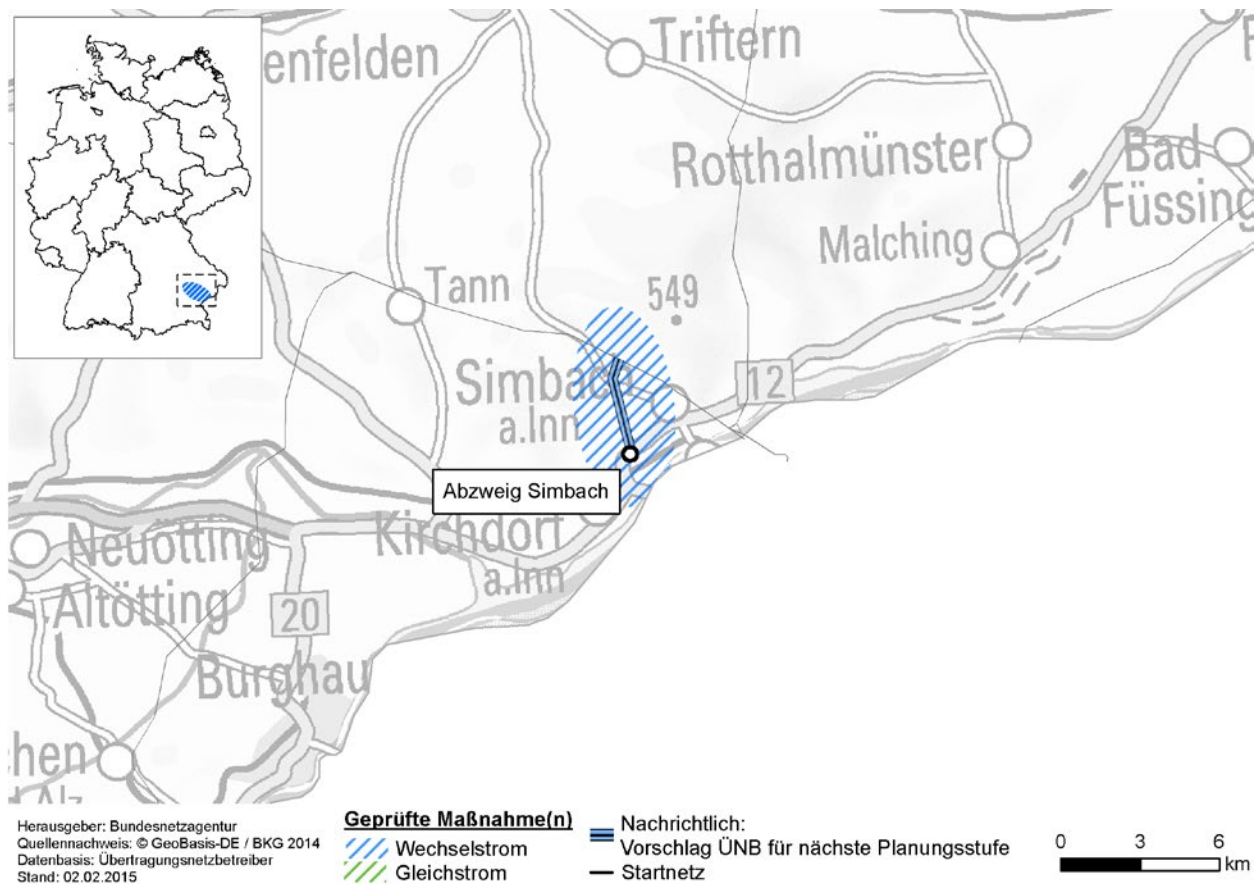 enfelden
Triftern
Rotthalmünster
Bad
Füssing
Malching
Tann
549
Simbach
a.Inn
12
Abzweig Simbach
Kirchdorf
a.Inn
Neuötting
Altötting
20
Burghau
hen
Herausgeber: Bundesnetzagentur
Quellennachweis: © GeoBasis-DE / BKG 2014
Datenbasis: Übertragungsnetzbetreiber
Stand: 02.02.2015
Geprüfte Maßnahme(n)
Wechselstrom
Gleichstrom
Nachrichtlich:
Vorschlag ÜNB für nächste Planungsstufe
Startnetz
0 3 6
km